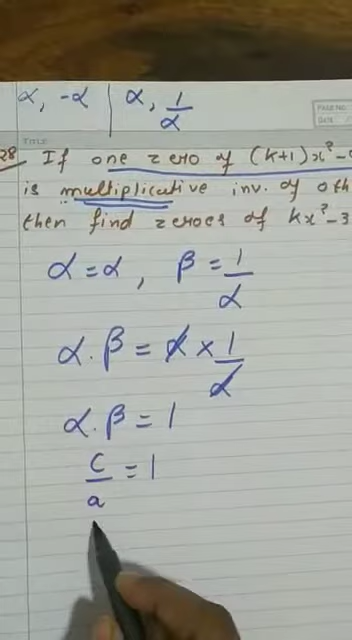 α, -α | α, 1/α
PAGE NO.
TITLE
28 If one zero of (k+1)x²-
is multiplicative inv. of oth
then find zeroes of kx²-3
α = α, β = 1/α
α.β = α × 1/α
α.β = 1
c/a = 1